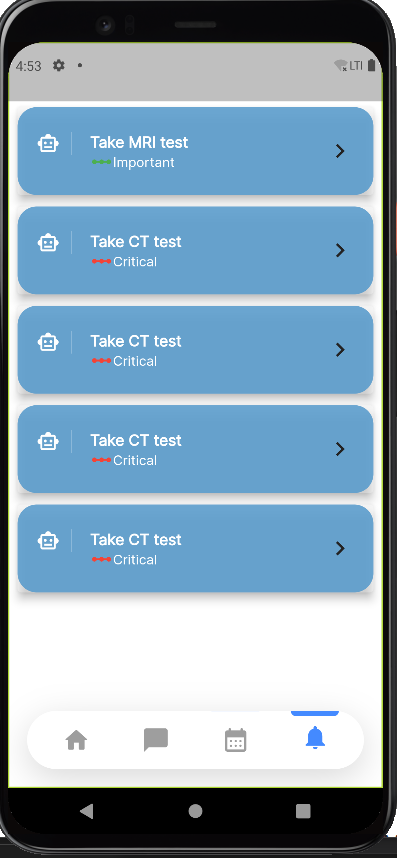 4:53 LTE
Take MRI test
Important
Take CT test
Critical
Take CT test
Critical
Take CT test
Critical
Take CT test
Critical